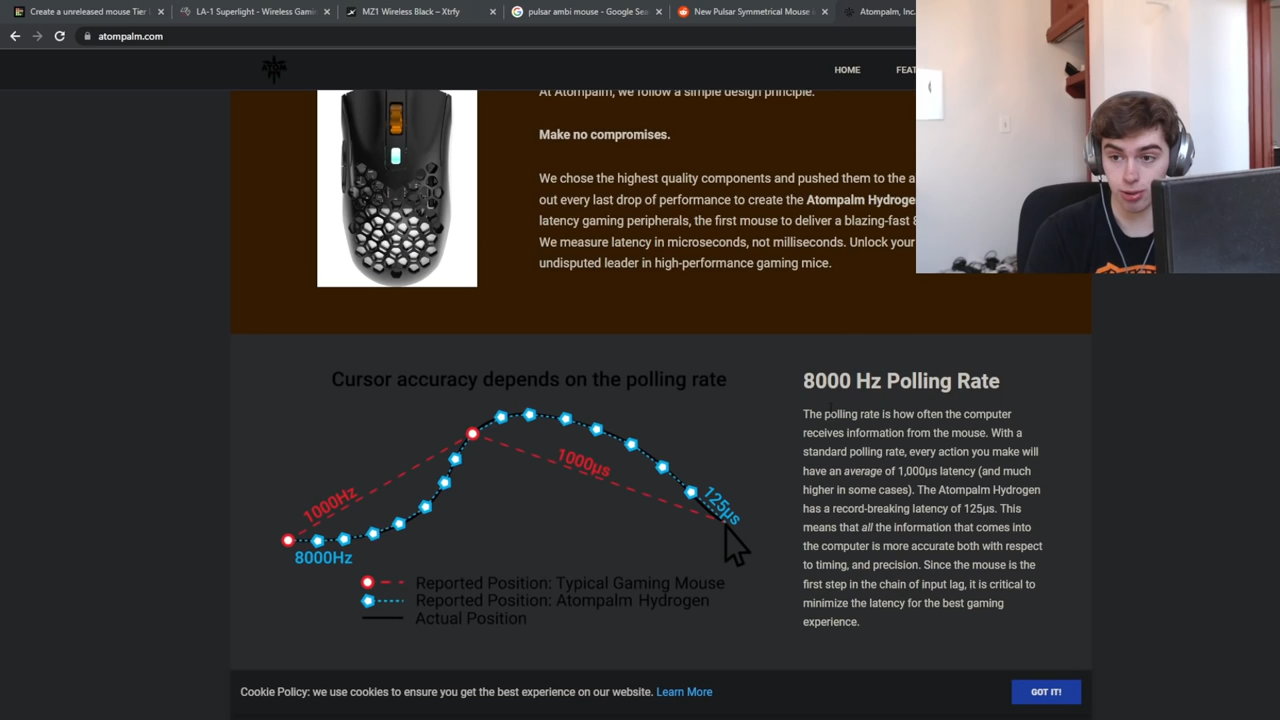 Create a unreleased mouse Tier L
LA-1 Superlight - Wireless Gami
MZ1 Wireless Black – Xtrfy
pulsar ambi mouse - Google Sea
New Pulsar Symmetrical Mouse
Atompalm, Inc.
atompalm.com
HOME
FEAT
At Atompalm, we follow a simple design principle.
Make no compromises.
We chose the highest quality components and pushed them to the a
out every last drop of performance to create the Atompalm Hydroge
latency gaming peripherals, the first mouse to deliver a blazing-fast 8
We measure latency in microseconds, not milliseconds. Unlock your
undisputed leader in high-performance gaming mice.
Cursor accuracy depends on the polling rate
1000Hz
1000µs
125µs
8000Hz
Reported Position: Typical Gaming Mouse
Reported Position: Atompalm Hydrogen
Actual Position
8000 Hz Polling Rate
The polling rate is how often the computer
receives information from the mouse. With a
standard polling rate, every action you make will
have an average of 1,000µs latency (and much
higher in some cases). The Atompalm Hydrogen
has a record-breaking latency of 125µs. This
means that all the information that comes into
the computer is more accurate both with respect
to timing, and precision. Since the mouse is the
first step in the chain of input lag, it is critical to
minimize the latency for the best gaming
experience.
Cookie Policy: we use cookies to ensure you get the best experience on our website. Learn More
GOT IT!